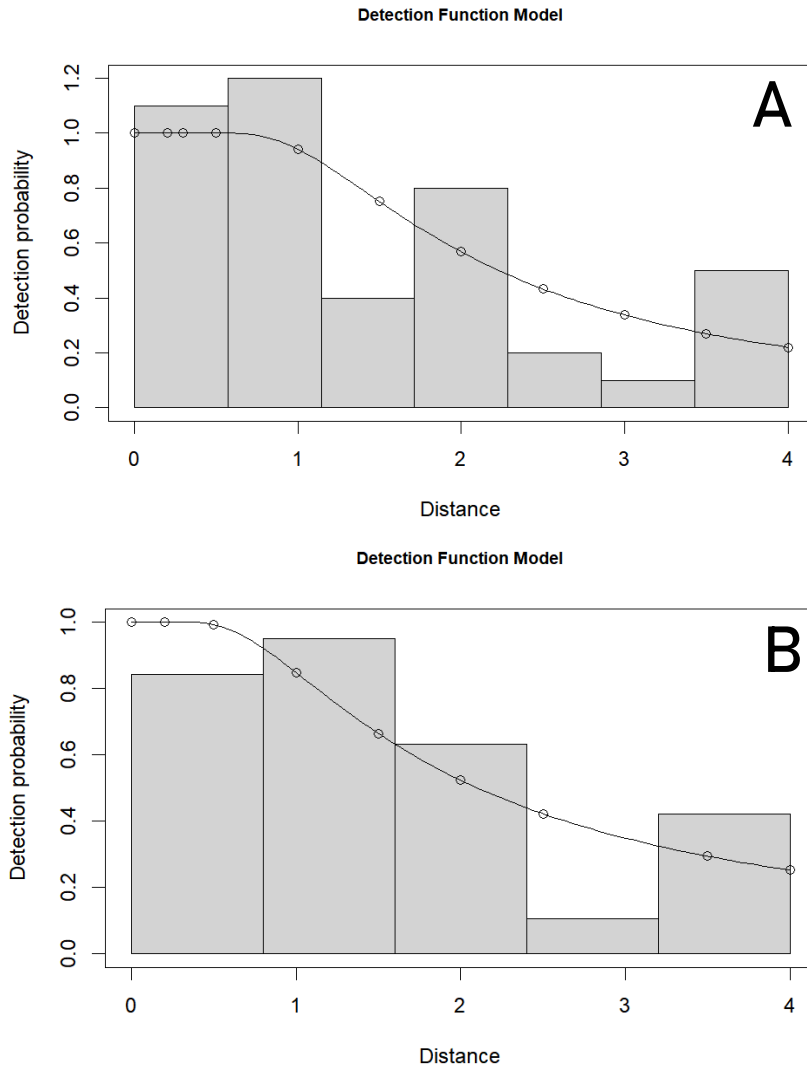 Detection Function Model
A
Detection probability
1.2
1.0
0.8
0.6
0.4
0.2
0.0
0 1 2 3 4
Distance
Detection Function Model
B
Detection probability
1.0
0.8
0.6
0.4
0.2
0.0
0 1 2 3 4
Distance